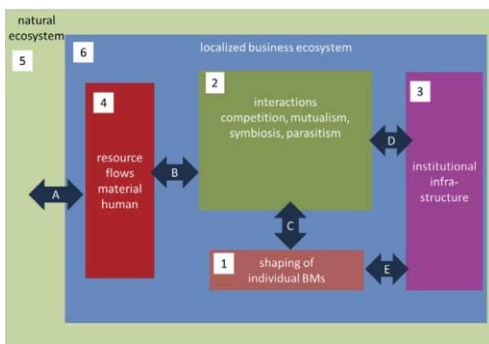 natural
ecosystem
5
6
localized business ecosystem
4
resource
flows
material
human
2
interactions
competition, mutualism,
symbiosis, parasitism
3
institutional
infra-
structure
A
B
C
D
E
1
shaping of
individual BMs